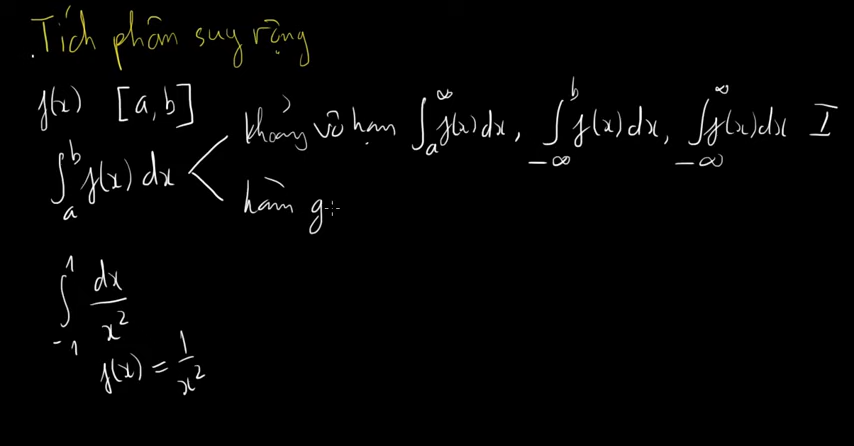 Tích phân suy rộng
f(x) [a, b]
khoảng vô hạn ∫_a^∞ f(x)dx, ∫_{-∞}^b f(x)dx, ∫_{-∞}^∞ f(x)dx I
∫_a^b f(x)dx
hàm g
∫_{-1}^1 dx/x²
f(x) = 1/x²